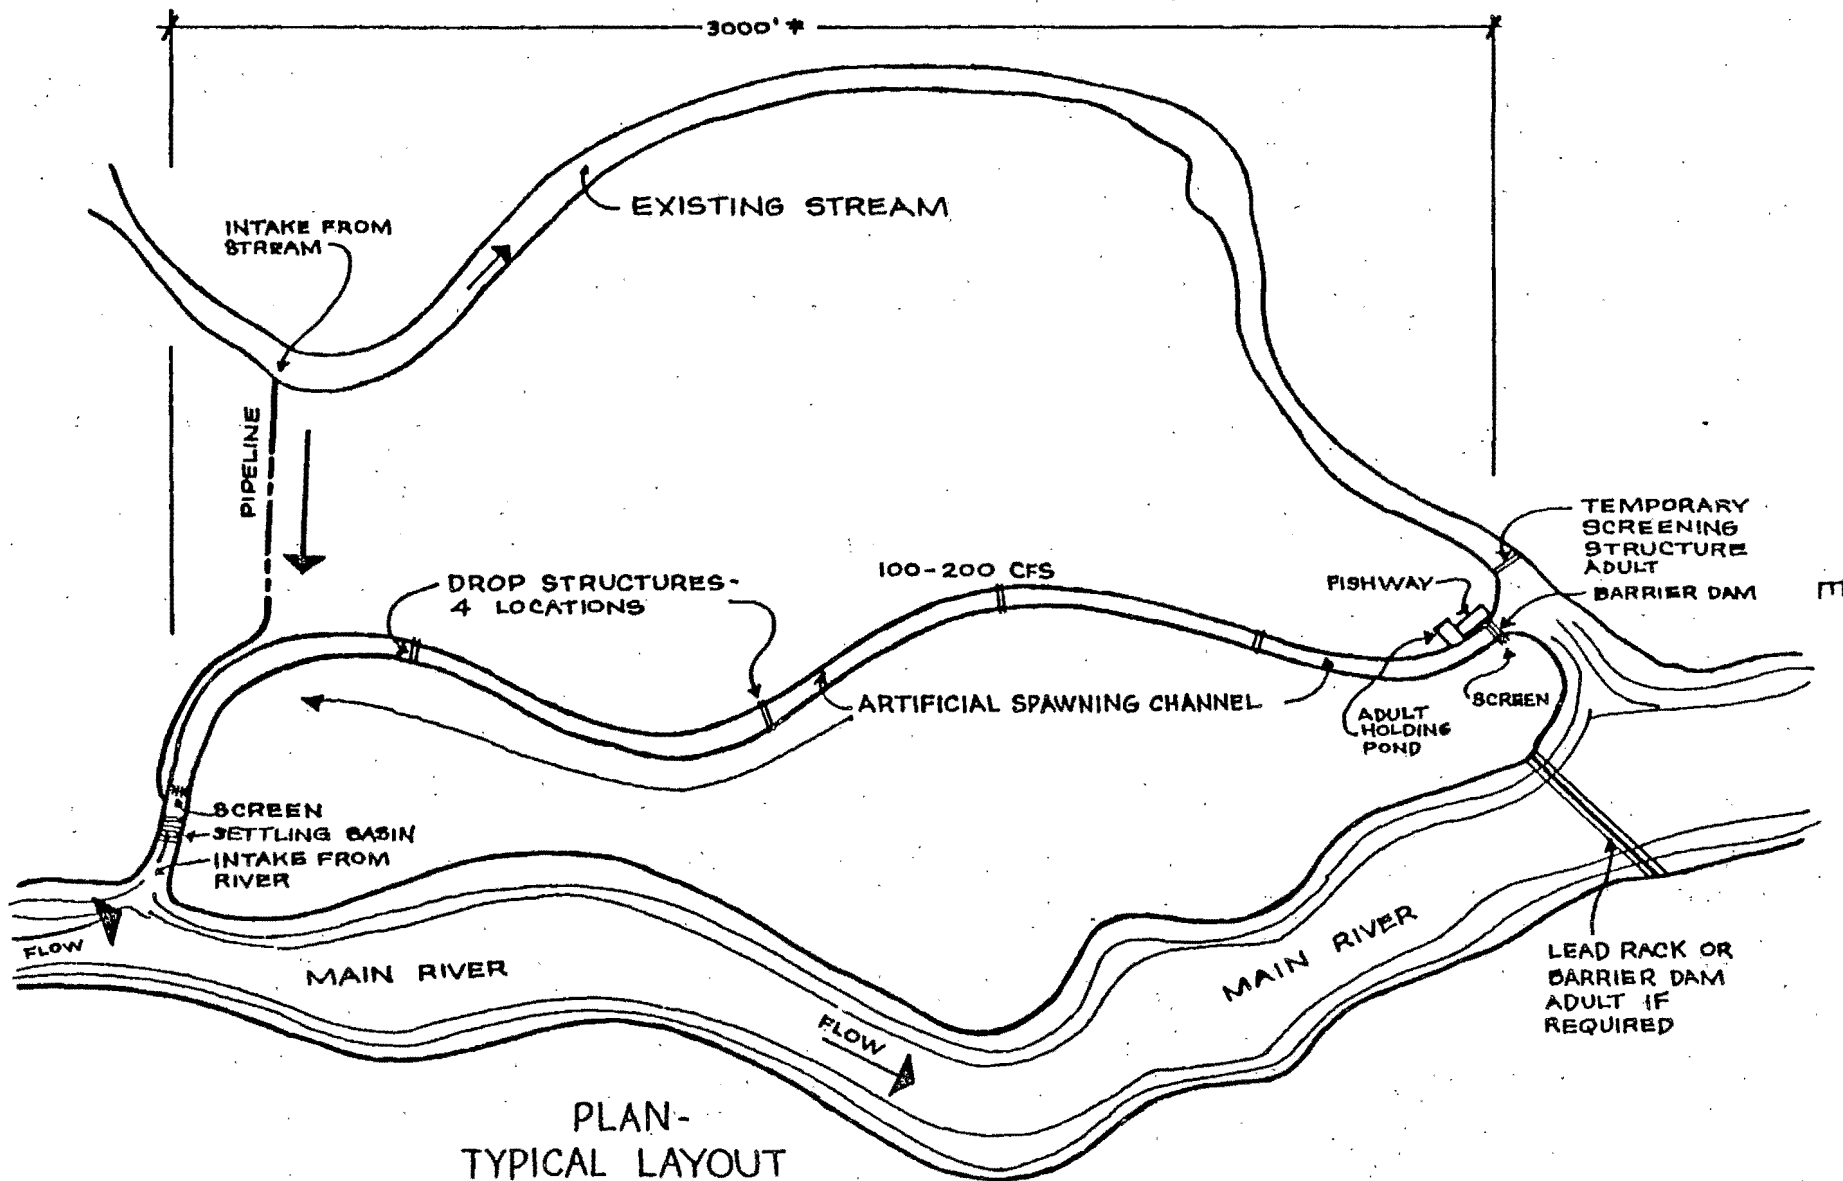 3000' *
EXISTING STREAM
INTAKE FROM
STREAM
PIPELINE
TEMPORARY
SCREENING
STRUCTURE
ADULT
BARRIER DAM
FISHWAY
100-200 CFS
DROP STRUCTURES-
4 LOCATIONS
ARTIFICIAL SPAWNING CHANNEL
SCREEN
ADULT
HOLDING
POND
SCREEN
SETTLING BASIN
INTAKE FROM
RIVER
FLOW
MAIN RIVER
MAIN RIVER
FLOW
LEAD RACK OR
BARRIER DAM
ADULT IF
REQUIRED
PLAN-
TYPICAL LAYOUT